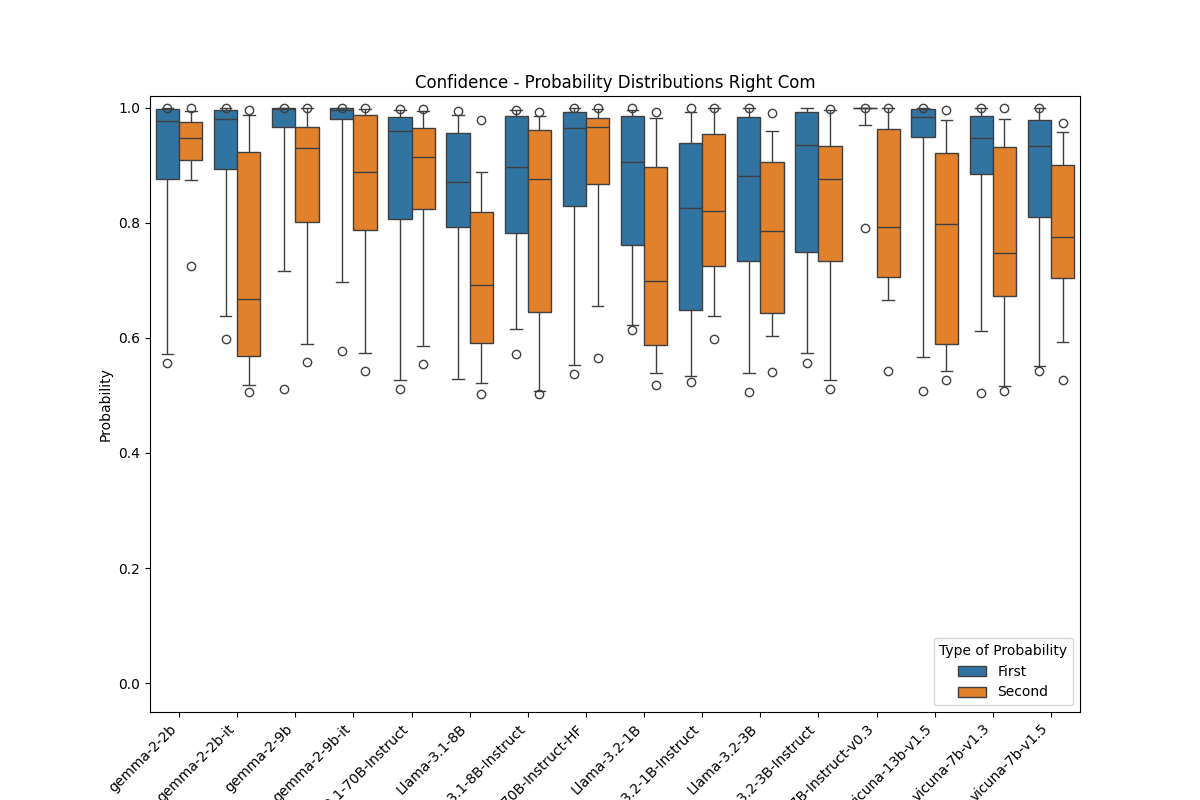 Confidence - Probability Distributions Right Com
Probability
1.0
0.8
0.6
0.4
0.2
0.0
Type of Probability
First
Second
gemma-2-2b
gemma-2-2b-it
gemma-2-9b
gemma-2-9b-it
.1-70B-Instruct
Llama-3.1-8B
3.1-8B-Instruct
70B-Instruct-HF
Llama-3.2-1B
3.2-1B-Instruct
Llama-3.2-3B
3.2-3B-Instruct
7B-Instruct-v0.3
vicuna-13b-v1.5
vicuna-7b-v1.3
vicuna-7b-v1.5